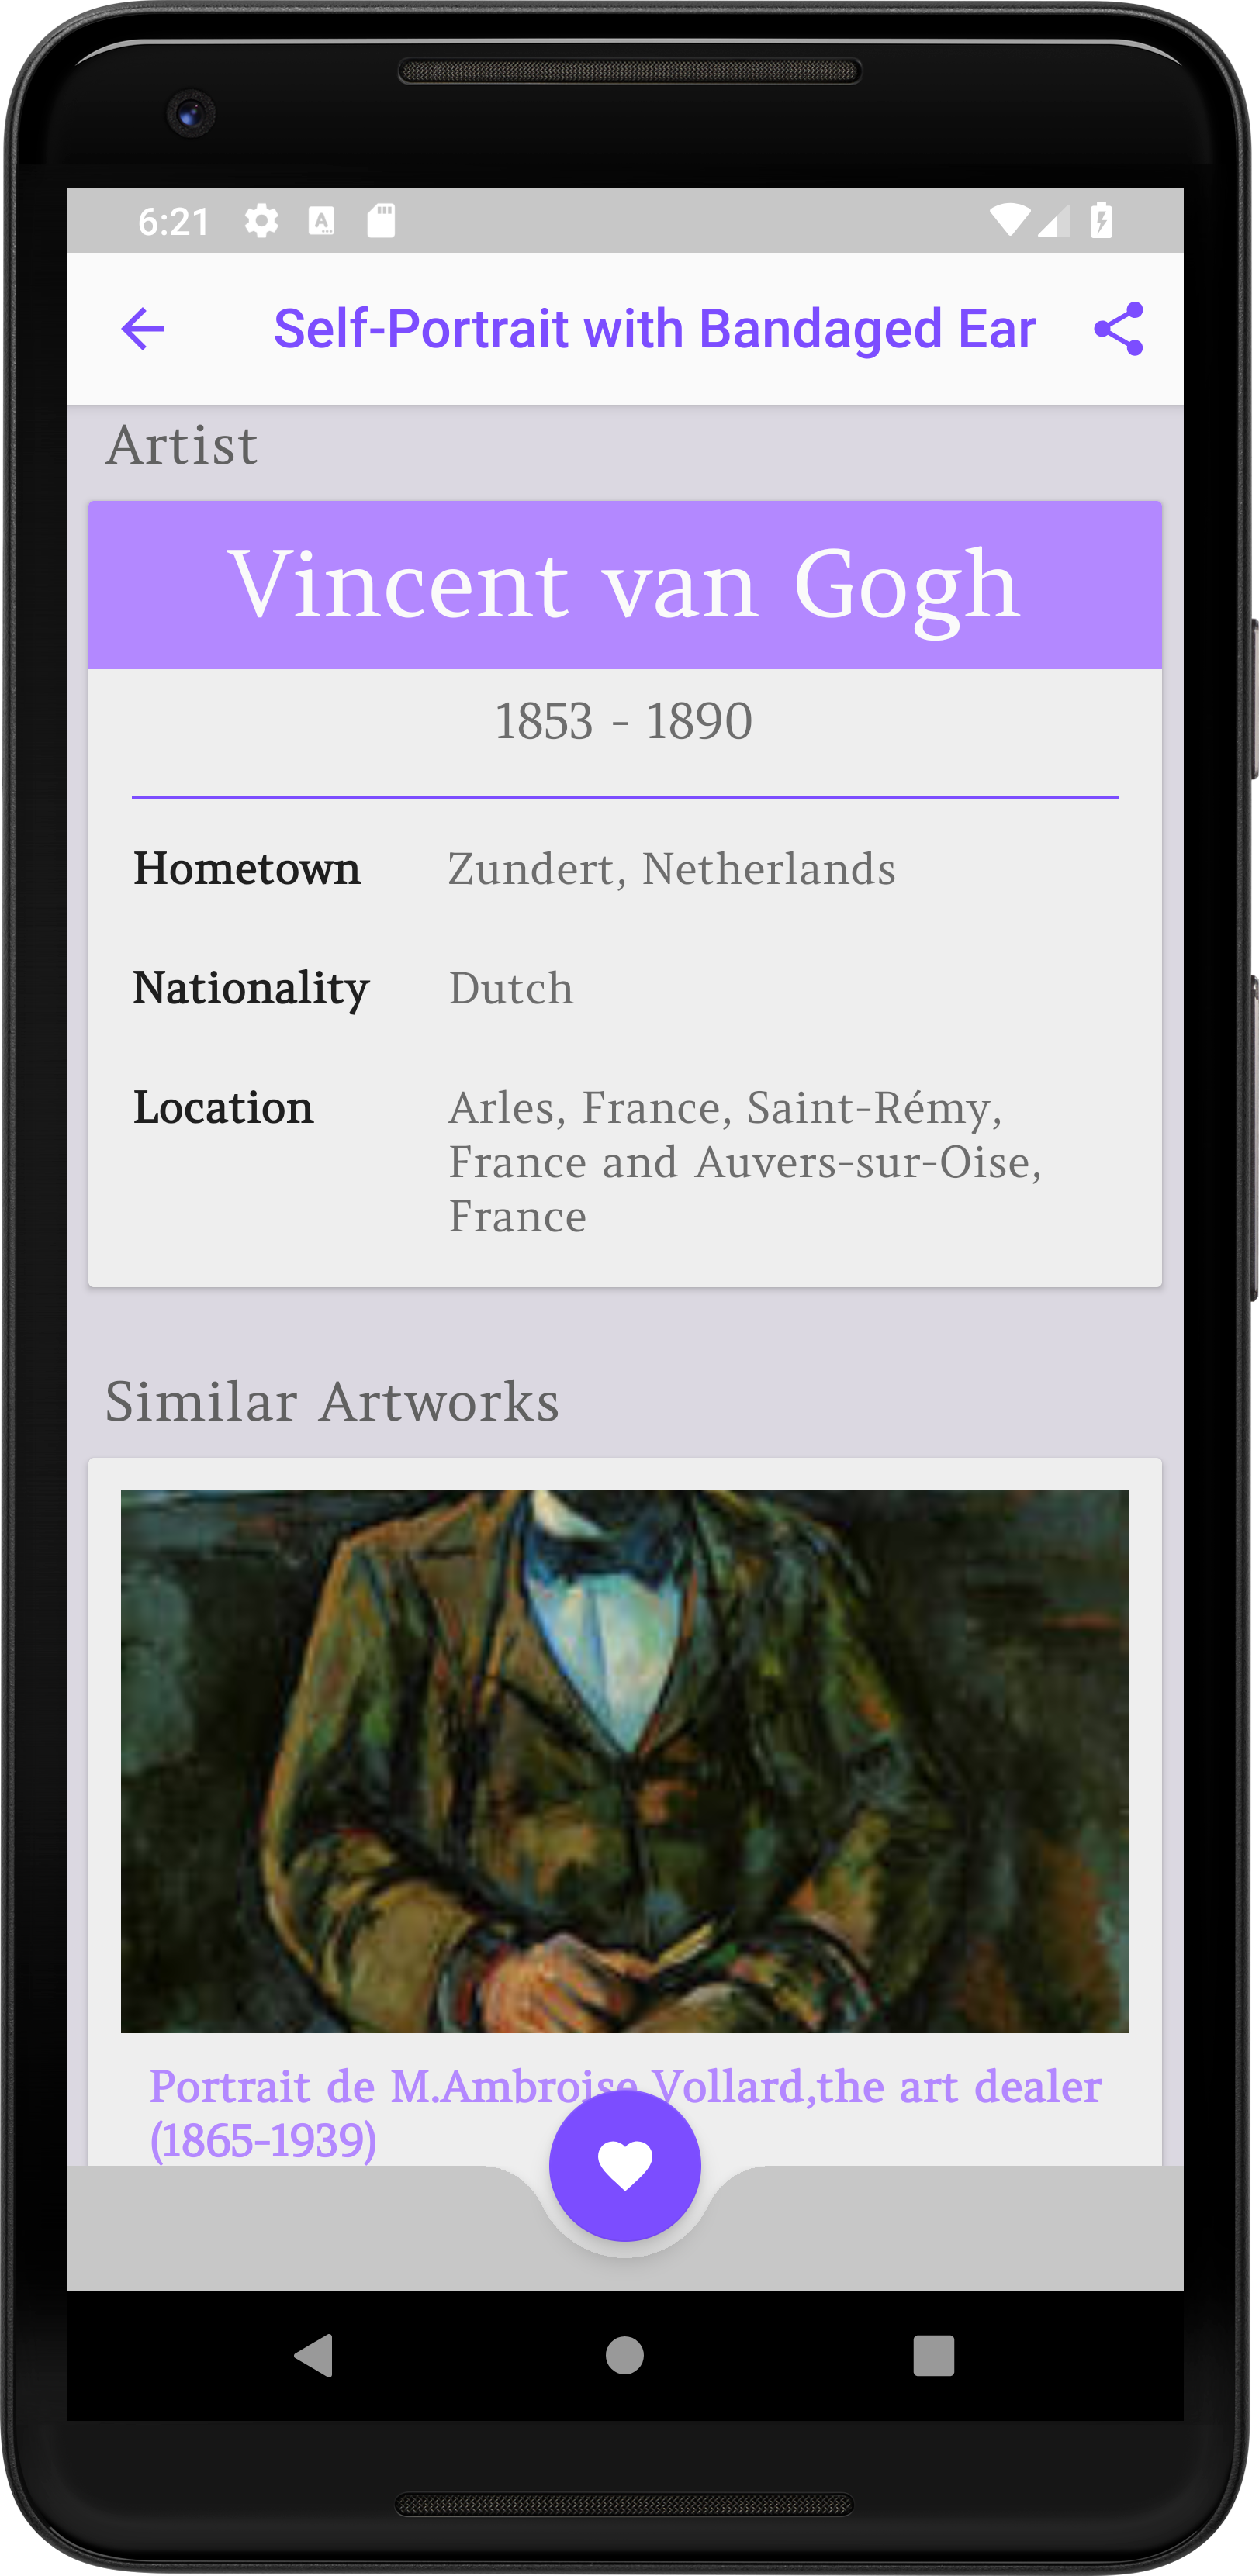 6:21
Self-Portrait with Bandaged Ear
Artist
Vincent van Gogh
1853 - 1890
Hometown Zundert, Netherlands
Nationality Dutch
Location Arles, France, Saint-Rémy,
France and Auvers-sur-Oise,
France
Similar Artworks
Portrait de M.Ambroise Vollard,the art dealer
(1865-1939)